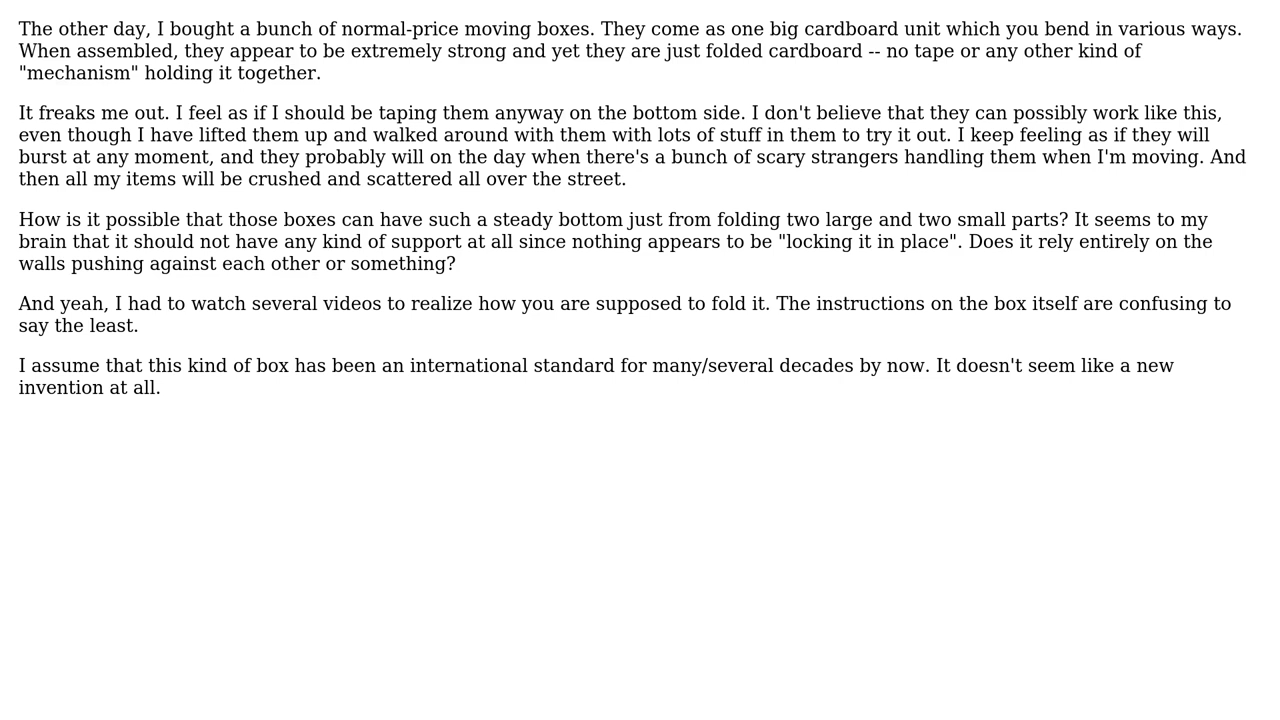 The other day, I bought a bunch of normal-price moving boxes. They come as one big cardboard unit which you bend in various ways.
When assembled, they appear to be extremely strong and yet they are just folded cardboard -- no tape or any other kind of
"mechanism" holding it together.
It freaks me out. I feel as if I should be taping them anyway on the bottom side. I don't believe that they can possibly work like this,
even though I have lifted them up and walked around with them with lots of stuff in them to try it out. I keep feeling as if they will
burst at any moment, and they probably will on the day when there's a bunch of scary strangers handling them when I'm moving. And
then all my items will be crushed and scattered all over the street.
How is it possible that those boxes can have such a steady bottom just from folding two large and two small parts? It seems to my
brain that it should not have any kind of support at all since nothing appears to be "locking it in place". Does it rely entirely on the
walls pushing against each other or something?
And yeah, I had to watch several videos to realize how you are supposed to fold it. The instructions on the box itself are confusing to
say the least.
I assume that this kind of box has been an international standard for many/several decades by now. It doesn't seem like a new
invention at all.